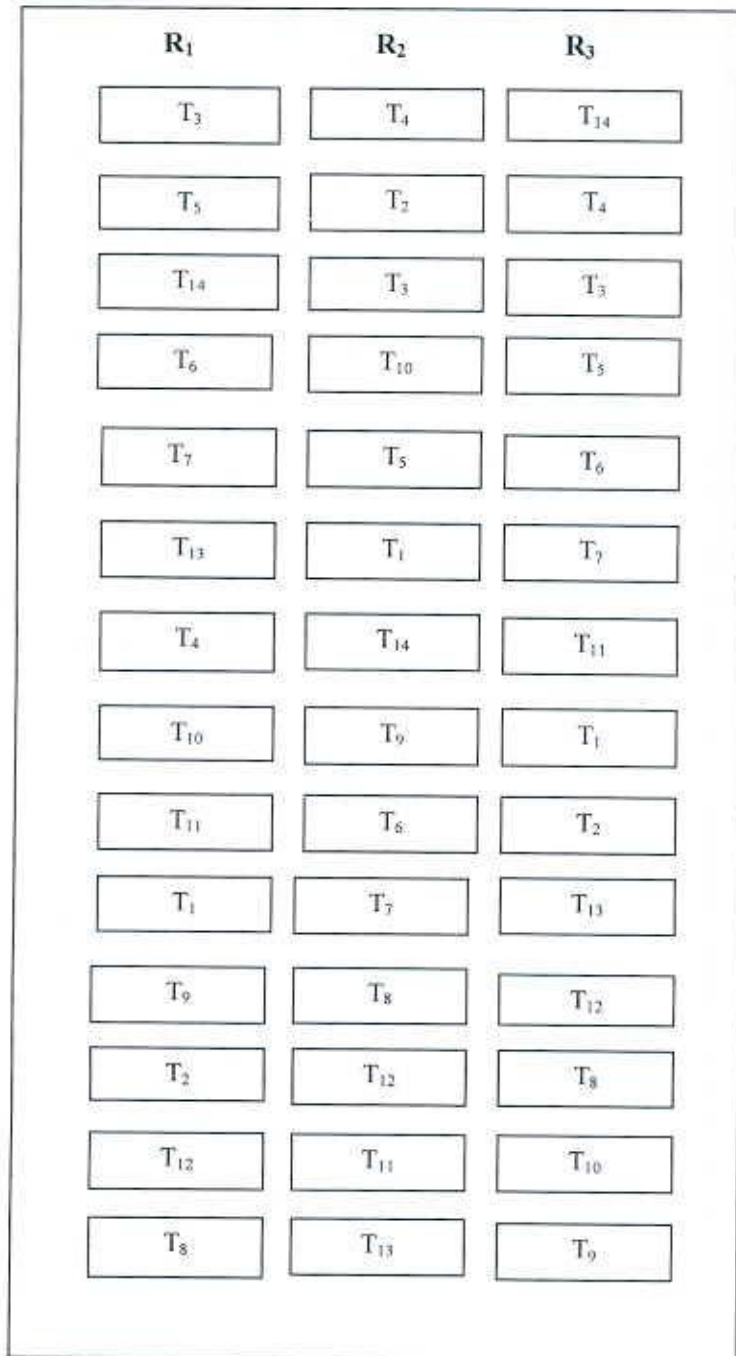 R₁ R₂ R₃
T₃ T₄ T₁₄
T₅ T₂ T₄
T₁₄ T₃ T₃
T₆ T₁₀ T₅
T₇ T₅ T₆
T₁₃ T₁ T₇
T₄ T₁₄ T₁₁
T₁₀ T₉ T₁
T₁₁ T₆ T₂
T₁ T₇ T₁₃
T₉ T₈ T₁₂
T₂ T₁₂ T₈
T₁₂ T₁₁ T₁₀
T₈ T₁₃ T₉